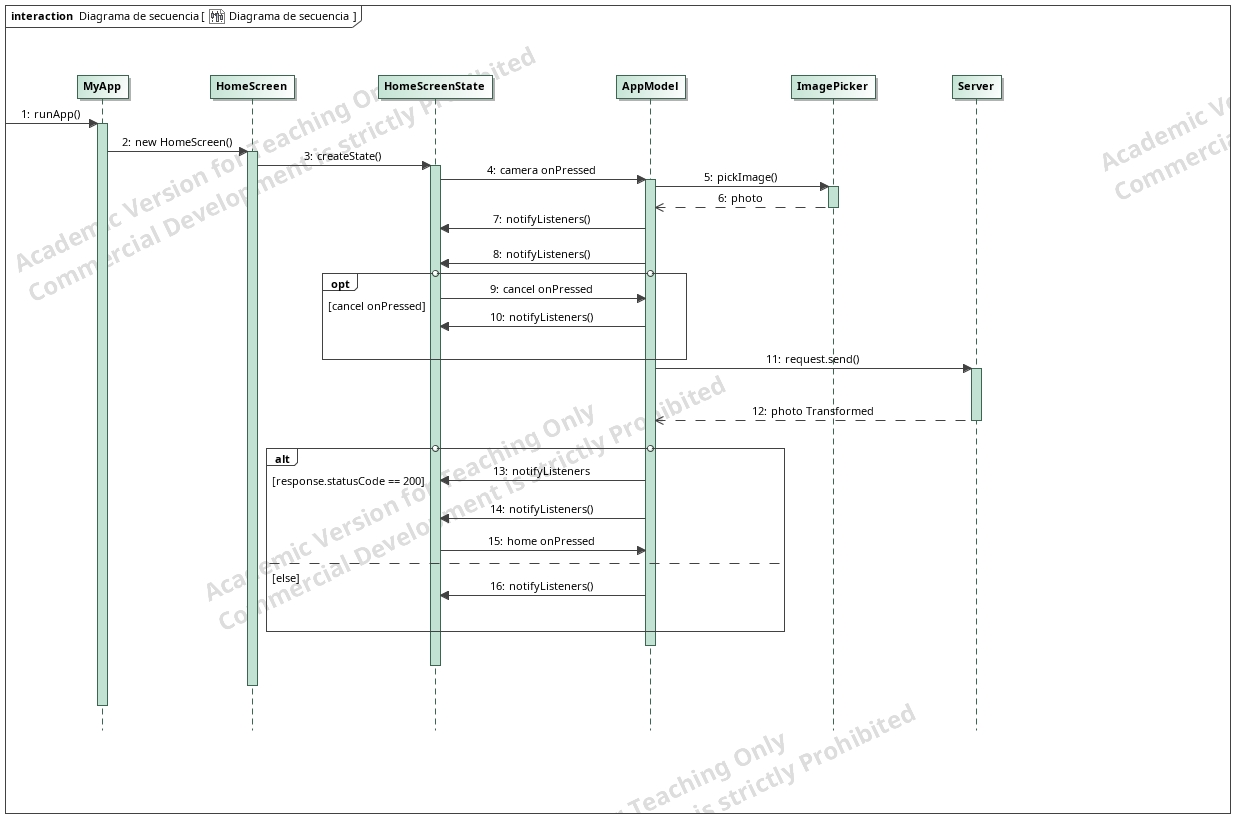 interaction Diagrama de secuencia [ Diagrama de secuencia ]
MyApp
HomeScreen
HomeScreenState
AppModel
ImagePicker
Server
1: runApp()
2: new HomeScreen()
3: createState()
4: camera onPressed
5: pickImage()
6: photo
7: notifyListeners()
8: notifyListeners()
opt
9: cancel onPressed
[cancel onPressed]
10: notifyListeners()
11: request.send()
12: photo Transformed
alt
13: notifyListeners
[response.statusCode == 200]
14: notifyListeners()
15: home onPressed
[else]
16: notifyListeners()
Academic Version for Teaching Only
Commercial Development is strictly Prohibited
Academic
Commercial
Academic Version for Teaching Only
Commercial Development is strictly Prohibited
Teaching Only
is strictly Prohibited